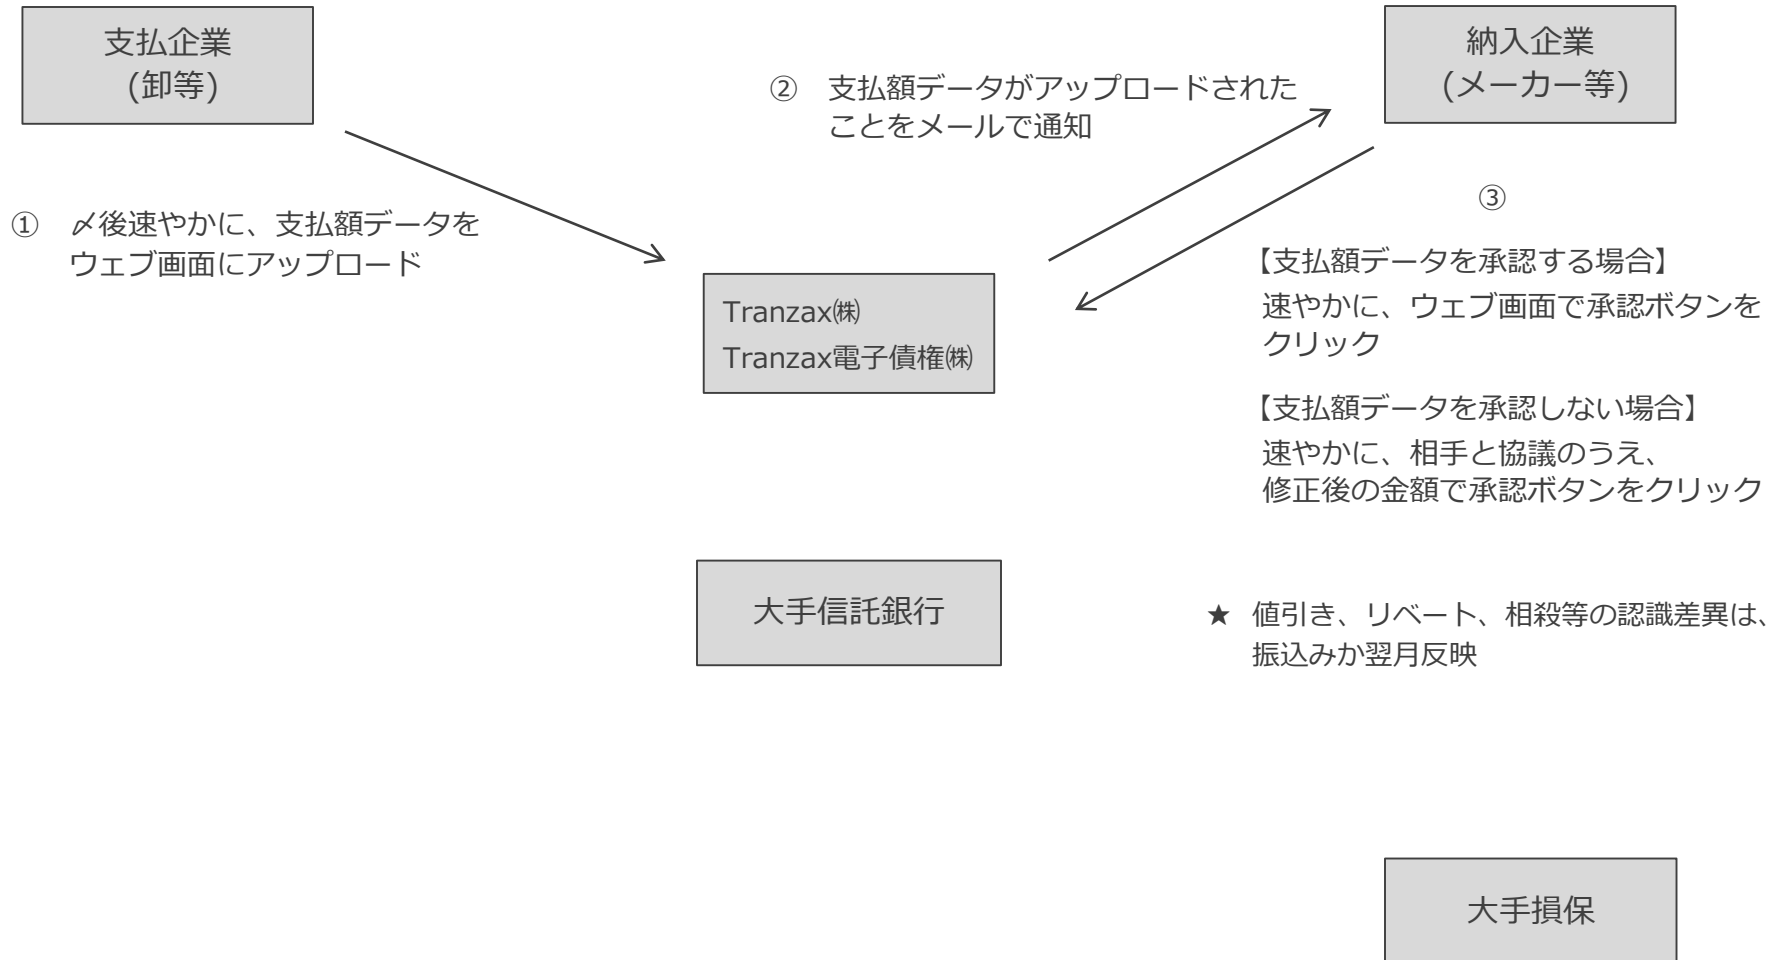 支払企業
(卸等)
納入企業
(メーカー等)
② 支払額データがアップロードされた
ことをメールで通知
① 〆後速やかに、支払額データを
ウェブ画面にアップロード
③
【支払額データを承認する場合】
速やかに、ウェブ画面で承認ボタンを
クリック
Tranzax㈱
Tranzax電子債権㈱
【支払額データを承認しない場合】
速やかに、相手と協議のうえ、
修正後の金額で承認ボタンをクリック
大手信託銀行
★ 値引き、リベート、相殺等の認識差異は、
振込みか翌月反映
大手損保